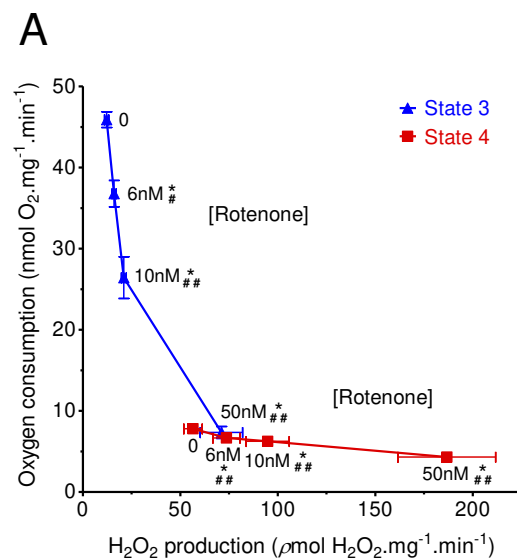 A
Oxygen consumption (nmol O₂.mg⁻¹.min⁻¹)
50
40
30
20
10
0
State 3
State 4
0
6nM * #
[Rotenone]
10nM * ##
[Rotenone]
50nM * ##
0
6nM * ##
10nM * ##
50nM * ##
0 50 100 150 200
H₂O₂ production (ρmol H₂O₂.mg⁻¹.min⁻¹)